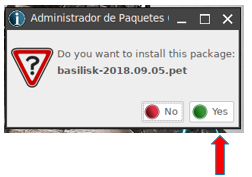 Administrador de Paquetes
Do you want to install this package:
basilisk-2018.09.05.pet
No
Yes